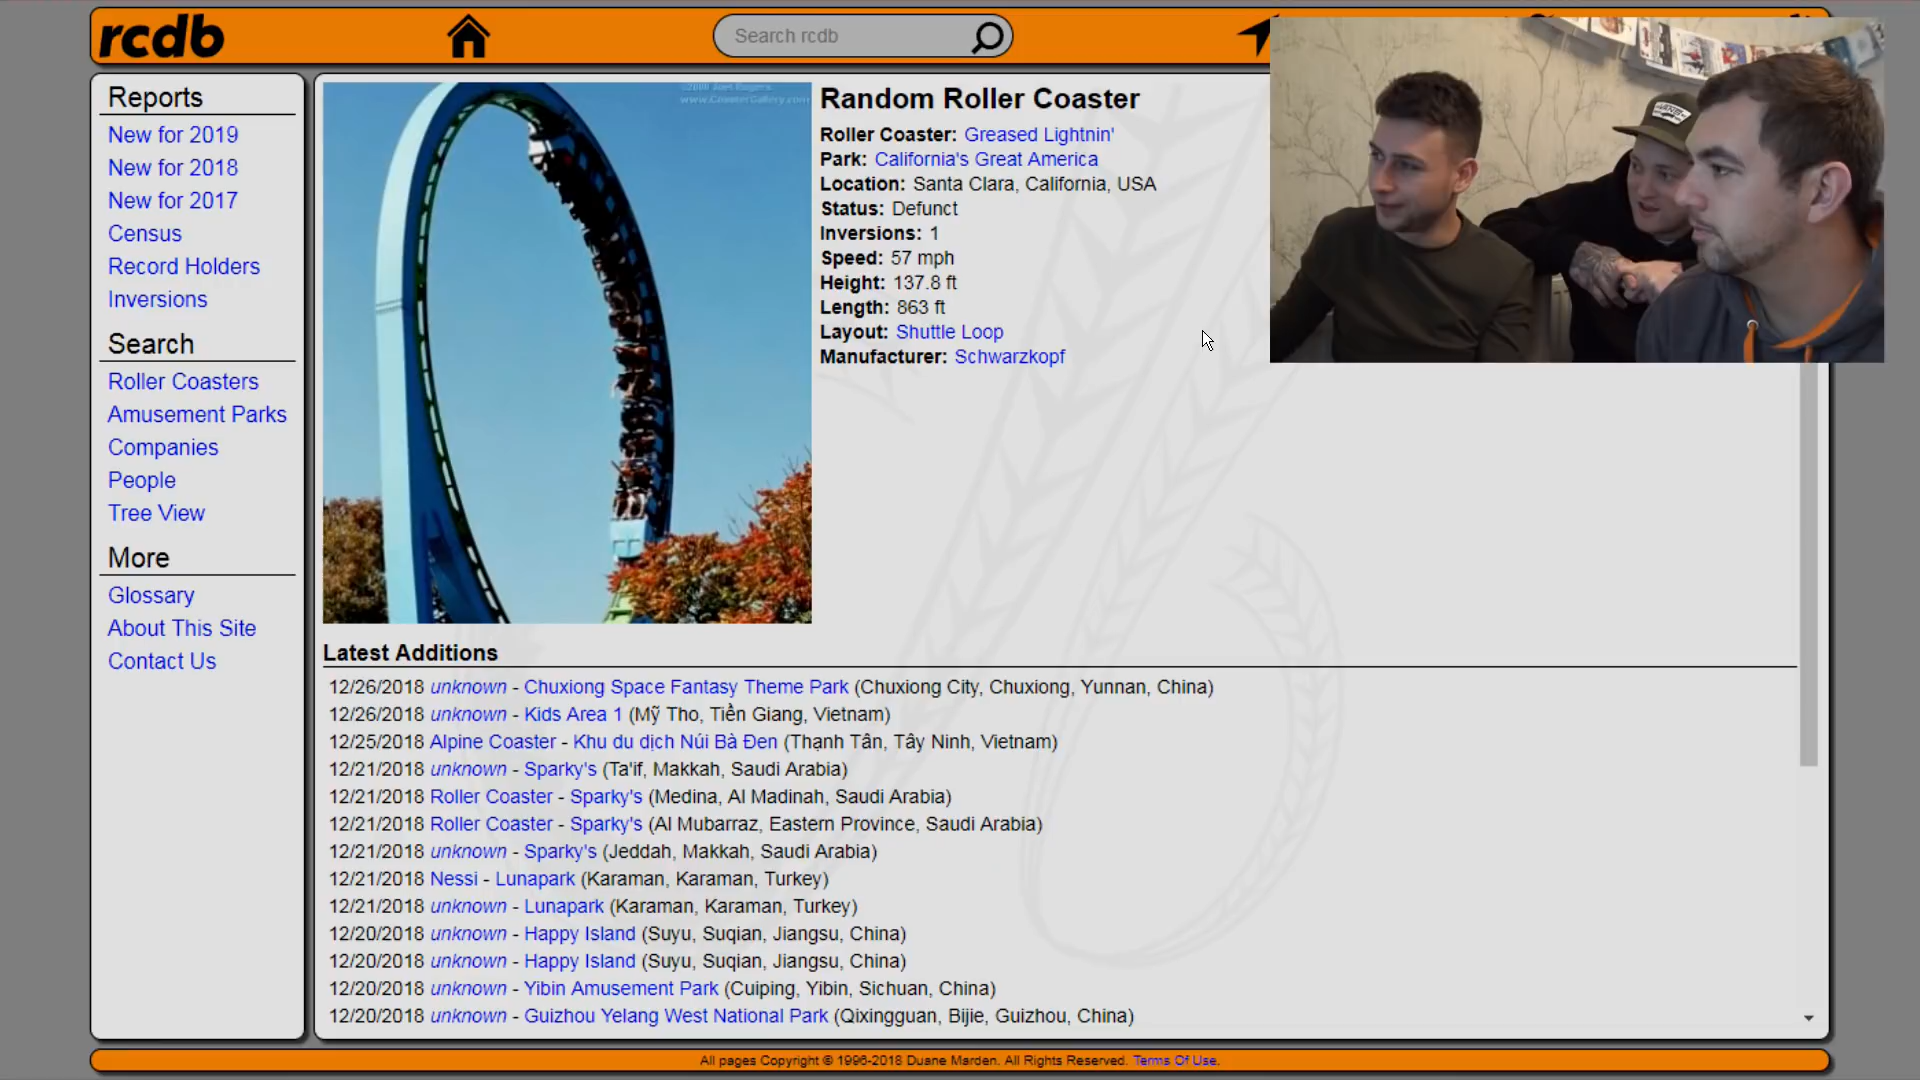 rcdb
Search rcdb
Reports
New for 2019
New for 2018
New for 2017
Census
Record Holders
Inversions
Search
Roller Coasters
Amusement Parks
Companies
People
Tree View
More
Glossary
About This Site
Contact Us
www.CoasterGallery.com
Random Roller Coaster
Roller Coaster: Greased Lightnin'
Park: California's Great America
Location: Santa Clara, California, USA
Status: Defunct
Inversions: 1
Speed: 57 mph
Height: 137.8 ft
Length: 863 ft
Layout: Shuttle Loop
Manufacturer: Schwarzkopf
Latest Additions
12/26/2018 unknown - Chuxiong Space Fantasy Theme Park (Chuxiong City, Chuxiong, Yunnan, China)
12/26/2018 unknown - Kids Area 1 (Mỹ Tho, Tiền Giang, Vietnam)
12/25/2018 Alpine Coaster - Khu du dịch Núi Bà Đen (Thạnh Tân, Tây Ninh, Vietnam)
12/21/2018 unknown - Sparky's (Ta'if, Makkah, Saudi Arabia)
12/21/2018 Roller Coaster - Sparky's (Medina, Al Madinah, Saudi Arabia)
12/21/2018 Roller Coaster - Sparky's (Al Mubarraz, Eastern Province, Saudi Arabia)
12/21/2018 unknown - Sparky's (Jeddah, Makkah, Saudi Arabia)
12/21/2018 Nessi - Lunapark (Karaman, Karaman, Turkey)
12/21/2018 unknown - Lunapark (Karaman, Karaman, Turkey)
12/20/2018 unknown - Happy Island (Suyu, Suqian, Jiangsu, China)
12/20/2018 unknown - Happy Island (Suyu, Suqian, Jiangsu, China)
12/20/2018 unknown - Yibin Amusement Park (Cuiping, Yibin, Sichuan, China)
12/20/2018 unknown - Guizhou Yelang West National Park (Qixingguan, Bijie, Guizhou, China)
All pages Copyright © 1996-2018 Duane Marden. All Rights Reserved. Terms Of Use.